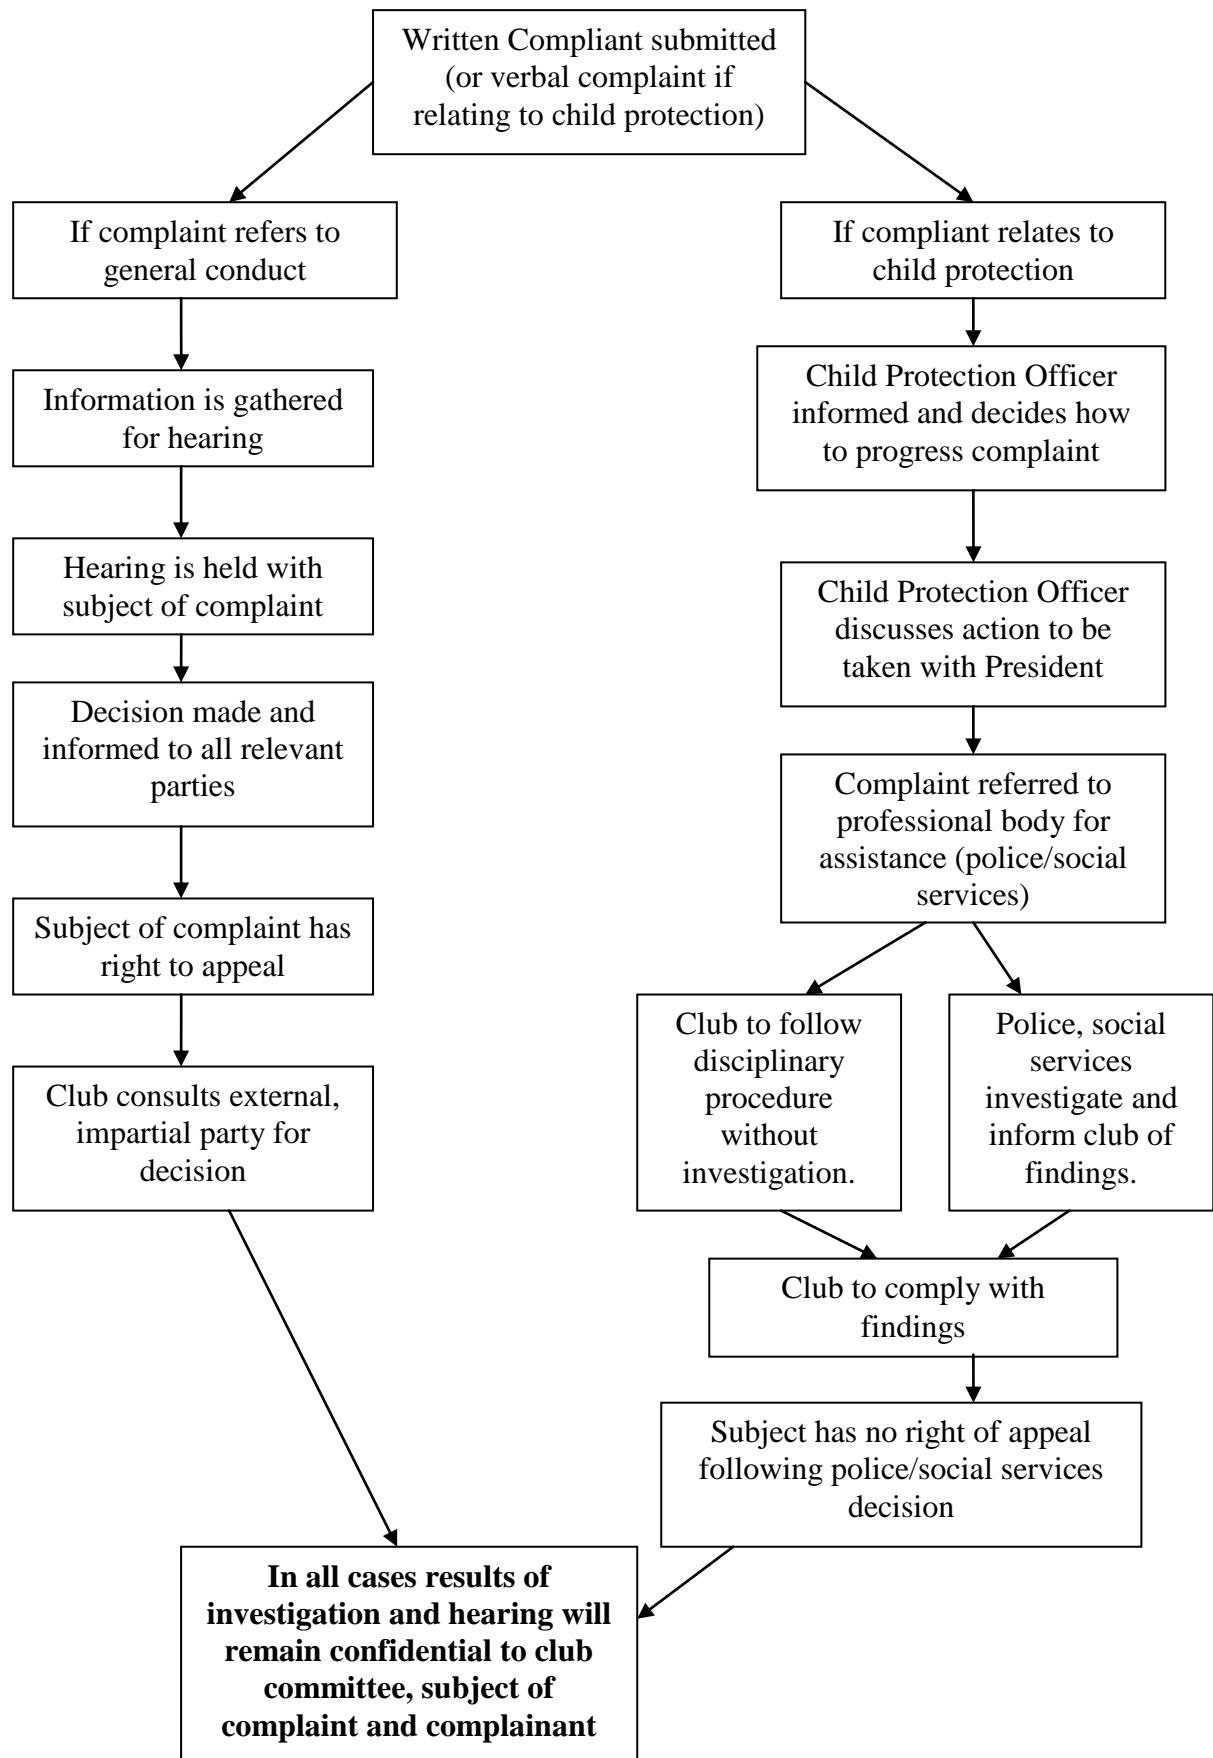 Written Compliant submitted
(or verbal complaint if
relating to child protection)
If complaint refers to
general conduct
Information is gathered
for hearing
Hearing is held with
subject of complaint
Decision made and
informed to all relevant
parties
Subject of complaint has
right to appeal
Club consults external,
impartial party for
decision
If compliant relates to
child protection
Child Protection Officer
informed and decides how
to progress complaint
Child Protection Officer
discusses action to be
taken with President
Complaint referred to
professional body for
assistance (police/social
services)
Club to follow
disciplinary
procedure
without
investigation.
Police, social
services
investigate and
inform club of
findings.
Club to comply with
findings
Subject has no right of appeal
following police/social services
decision
In all cases results of
investigation and hearing will
remain confidential to club
committee, subject of
complaint and complainant